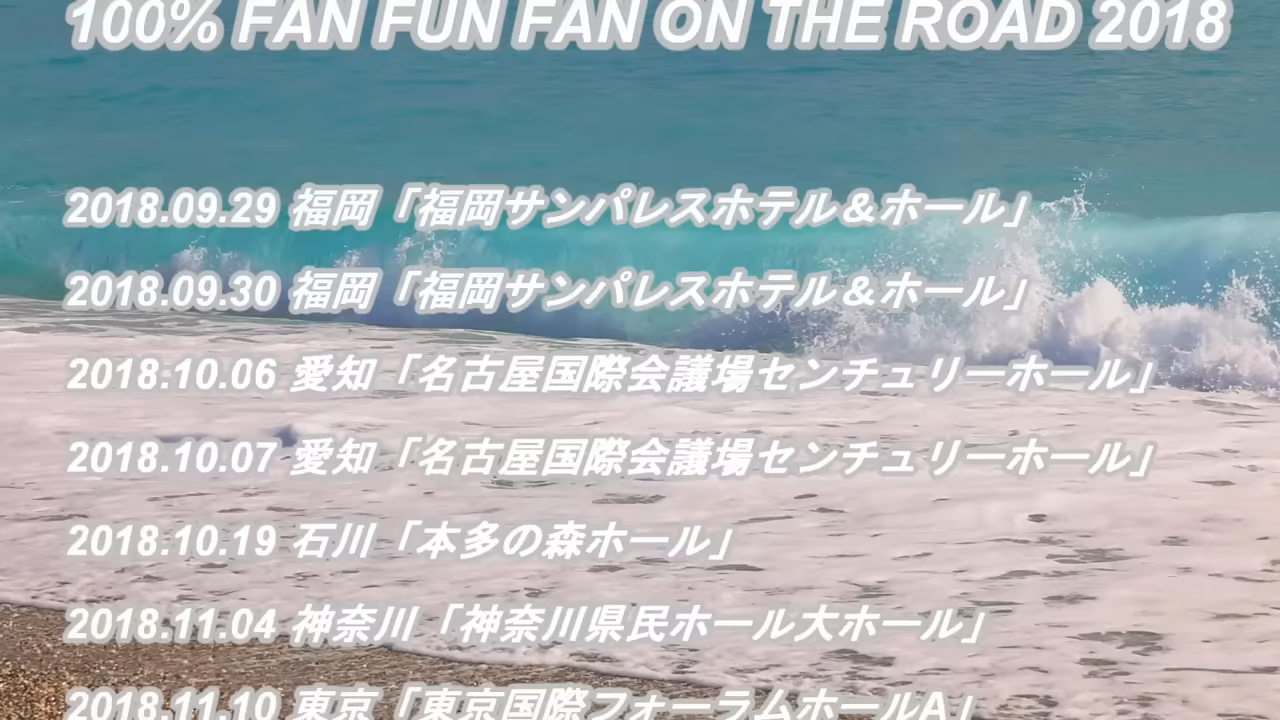 100% FAN FUN FAN ON THE ROAD 2018
2018.09.29 福岡「福岡サンパレスホテル＆ホール」
2018.09.30 福岡「福岡サンパレスホテル＆ホール」
2018.10.06 愛知「名古屋国際会議場センチュリーホール」
2018.10.07 愛知「名古屋国際会議場センチュリーホール」
2018.10.19 石川「本多の森ホール」
2018.11.04 神奈川「神奈川県民ホール大ホール」
2018.11.10 東京「東京国際フォーラムホールA」